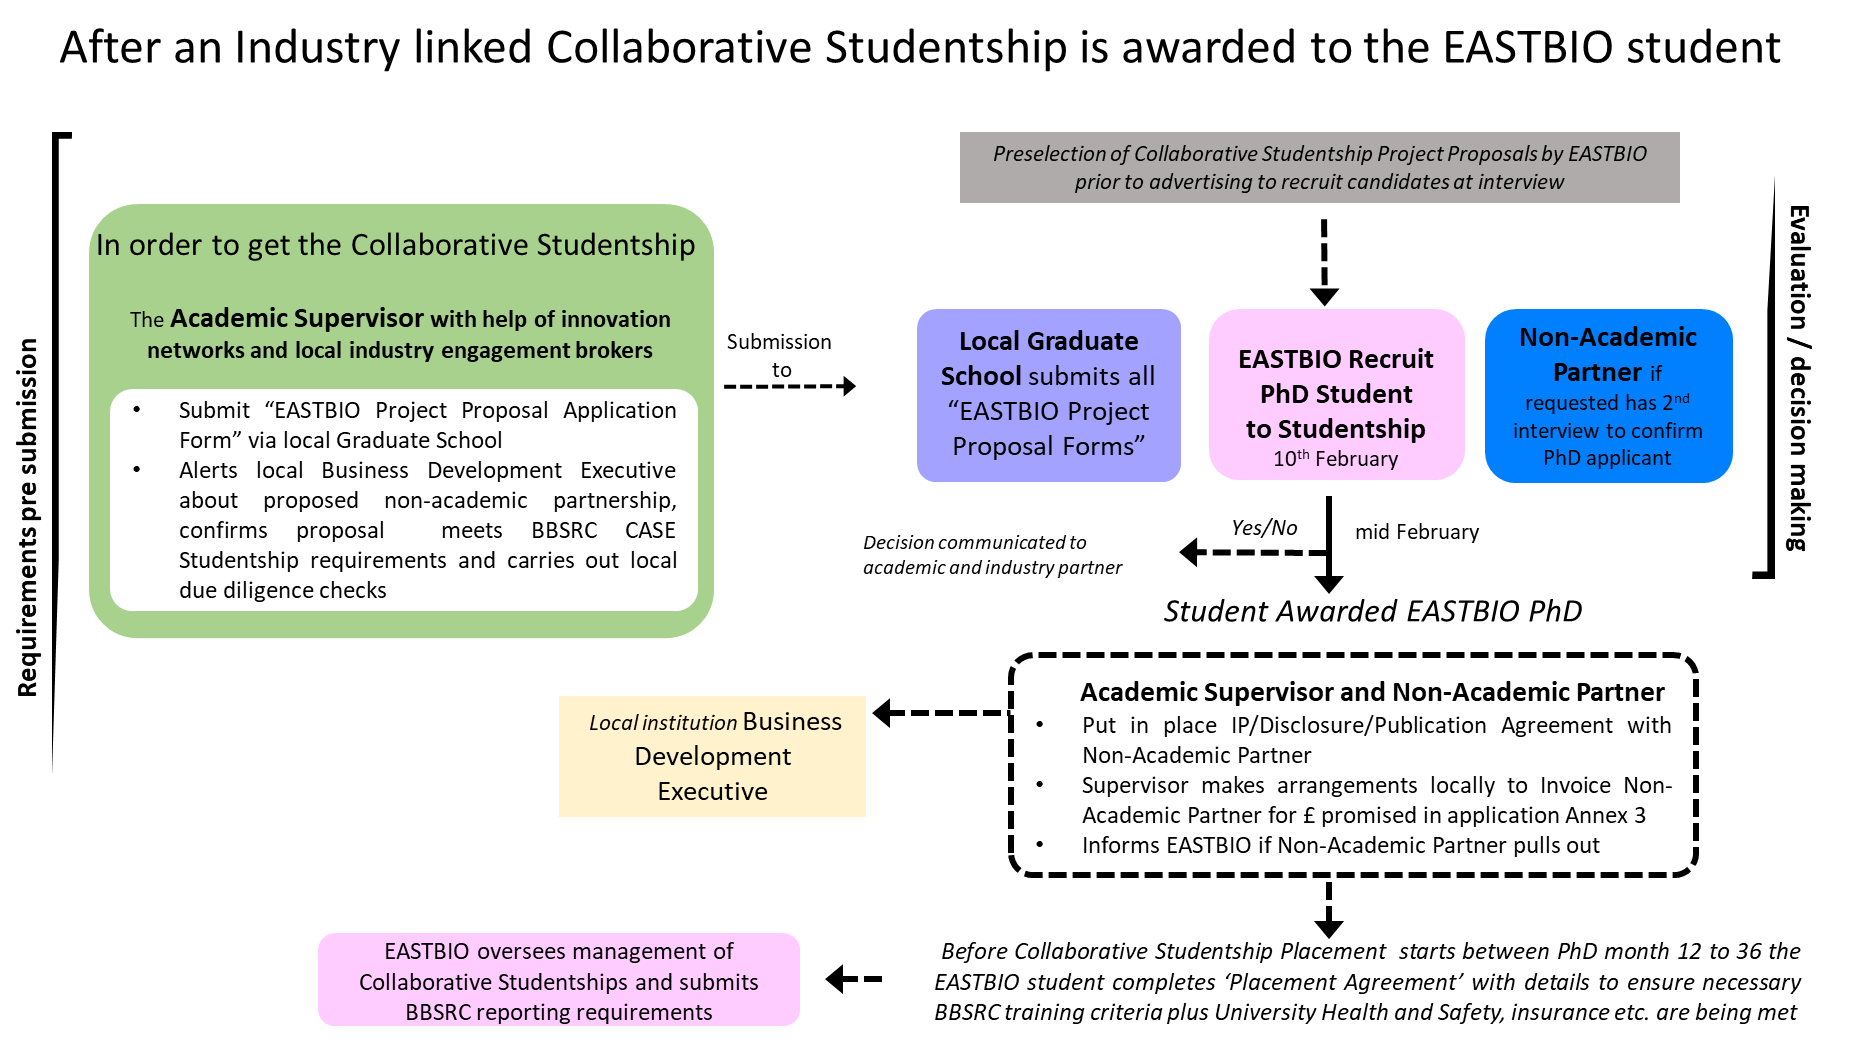 After an Industry linked Collaborative Studentship is awarded to the EASTBIO student
Requirements pre submission
In order to get the Collaborative Studentship
The Academic Supervisor with help of innovation
networks and local industry engagement brokers
• Submit “EASTBIO Project Proposal Application
Form” via local Graduate School
• Alerts local Business Development Executive
about proposed non-academic partnership,
confirms proposal meets BBSRC CASE
Studentship requirements and carries out local
due diligence checks
Submission
to
Preselection of Collaborative Studentship Project Proposals by EASTBIO
prior to advertising to recruit candidates at interview
Local Graduate
School submits all
“EASTBIO Project
Proposal Forms”
EASTBIO Recruit
PhD Student
to Studentship
10th February
Non-Academic
Partner if
requested has 2nd
interview to confirm
PhD applicant
Evaluation / decision making
Yes/No
mid February
Decision communicated to
academic and industry partner
Student Awarded EASTBIO PhD
Academic Supervisor and Non-Academic Partner
• Put in place IP/Disclosure/Publication Agreement with
Non-Academic Partner
• Supervisor makes arrangements locally to Invoice Non-
Academic Partner for £ promised in application Annex 3
• Informs EASTBIO if Non-Academic Partner pulls out
Local institution Business
Development
Executive
Before Collaborative Studentship Placement starts between PhD month 12 to 36 the
EASTBIO student completes ‘Placement Agreement’ with details to ensure necessary
BBSRC training criteria plus University Health and Safety, insurance etc. are being met
EASTBIO oversees management of
Collaborative Studentships and submits
BBSRC reporting requirements